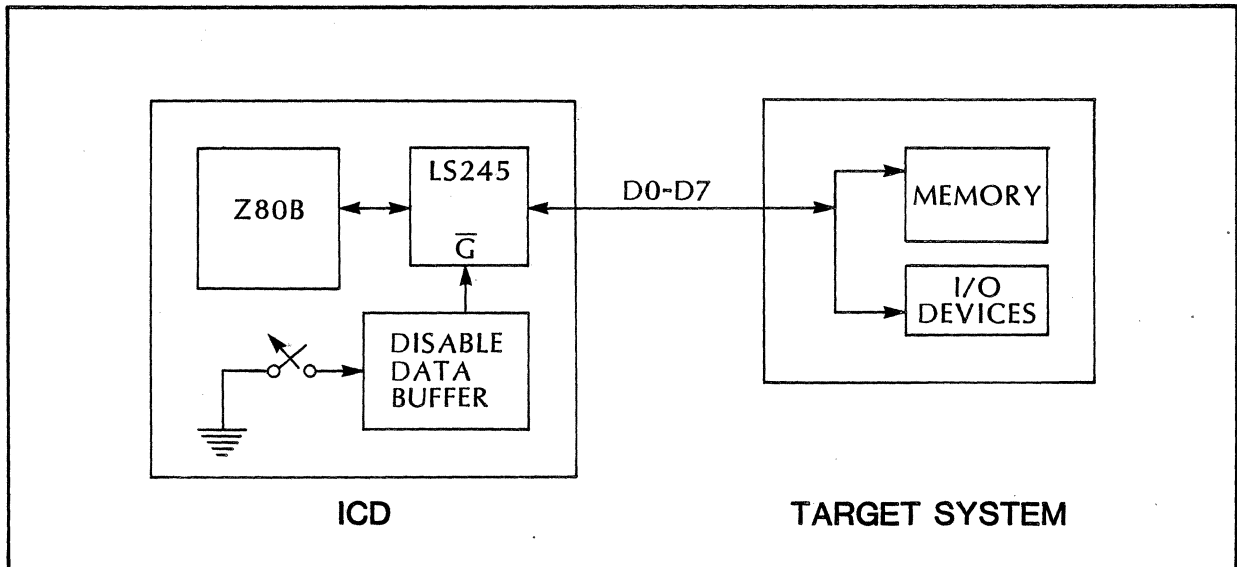 Z80B
LS245
G̅
D0-D7
MEMORY
I/O
DEVICES
DISABLE
DATA
BUFFER
ICD
TARGET SYSTEM